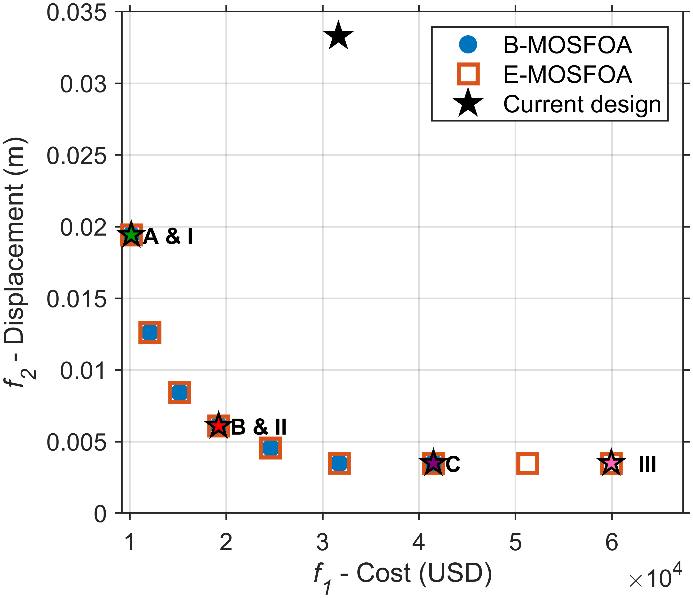 0.035
0.03
0.025
0.02
0.015
0.01
0.005
0
f2 - Displacement (m)
B-MOSFOA
E-MOSFOA
Current design
A & I
B & II
C
III
1 2 3 4 5 6
f1 - Cost (USD)
×10^4